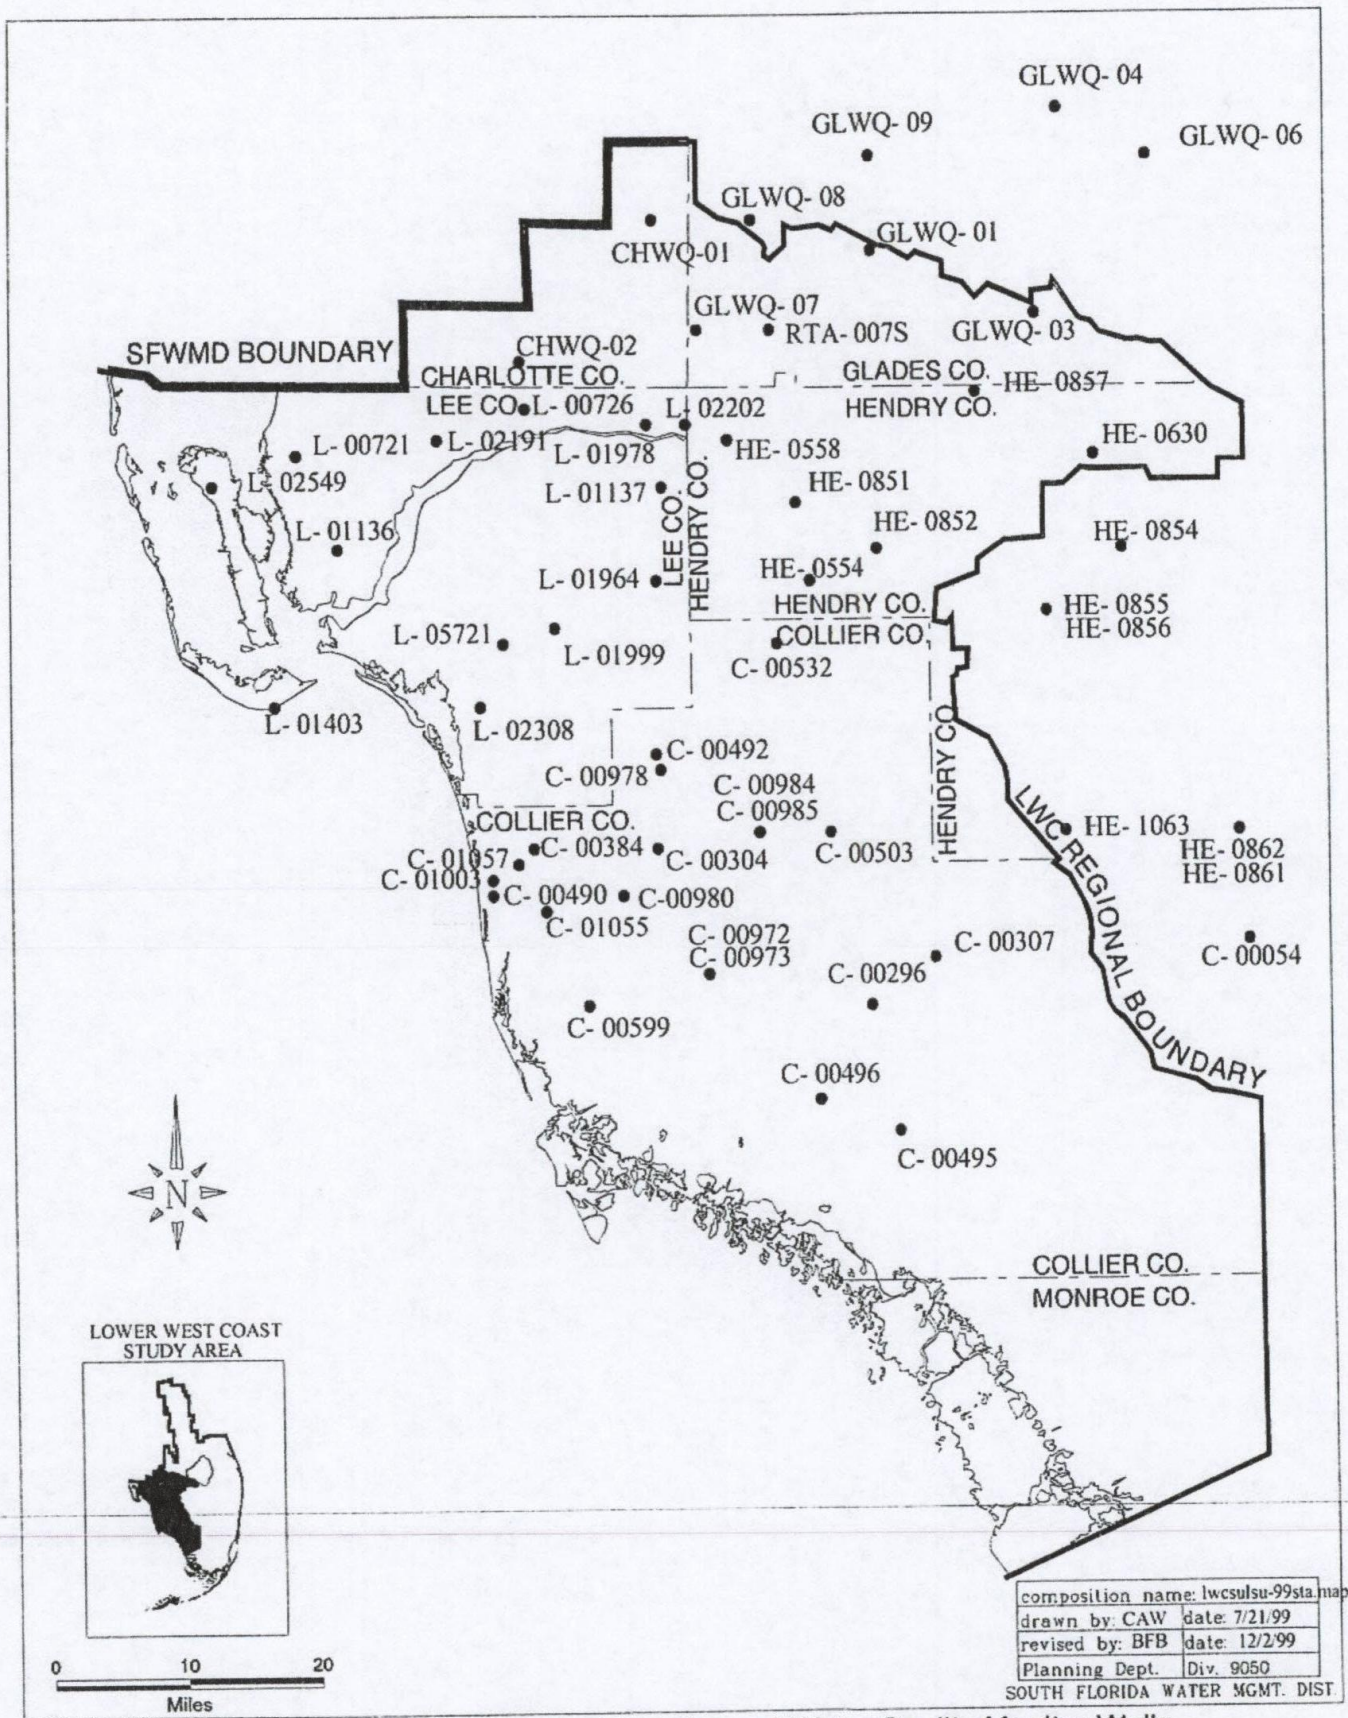 GLWQ- 04
GLWQ- 09
GLWQ- 06
GLWQ- 08
CHWQ-01
GLWQ- 01
GLWQ- 07
RTA- 007S
GLWQ- 03
SFWMD BOUNDARY
CHWQ-02
CHARLOTTE CO.
GLADES CO.
HE- 0857
LEE CO.
L- 00726
L- 02202
HENDRY CO.
L- 00721
L- 02191
L- 01978
HE- 0558
HE- 0630
L- 02549
L- 01137
HE- 0851
L- 01136
HE- 0852
HE- 0854
LEE CO.
HENDRY CO.
L- 01964
HE- 0554
HENDRY CO.
HE- 0855
HE- 0856
COLLIER CO.
L- 05721
L- 01999
C- 00532
L- 01403
L- 02308
HENDRY CO.
C- 00492
C- 00978
C- 00984
C- 00985
LWC REGIONAL BOUNDARY
COLLIER CO.
HE- 1063
C- 01057
C- 00384
C- 00304
C- 00503
HE- 0862
HE- 0861
C- 01003
C- 00490
C-00980
C- 01055
C- 00972
C- 00973
C- 00307
C- 00054
C- 00296
C- 00599
C- 00496
C- 00495
N
COLLIER CO.
MONROE CO.
LOWER WEST COAST
STUDY AREA
0 10 20
Miles
composition name: lwcsulsu-99sta.map
drawn by: CAW date: 7/21/99
revised by: BFB date: 12/2/99
Planning Dept. Div. 9050
SOUTH FLORIDA WATER MGMT. DIST.